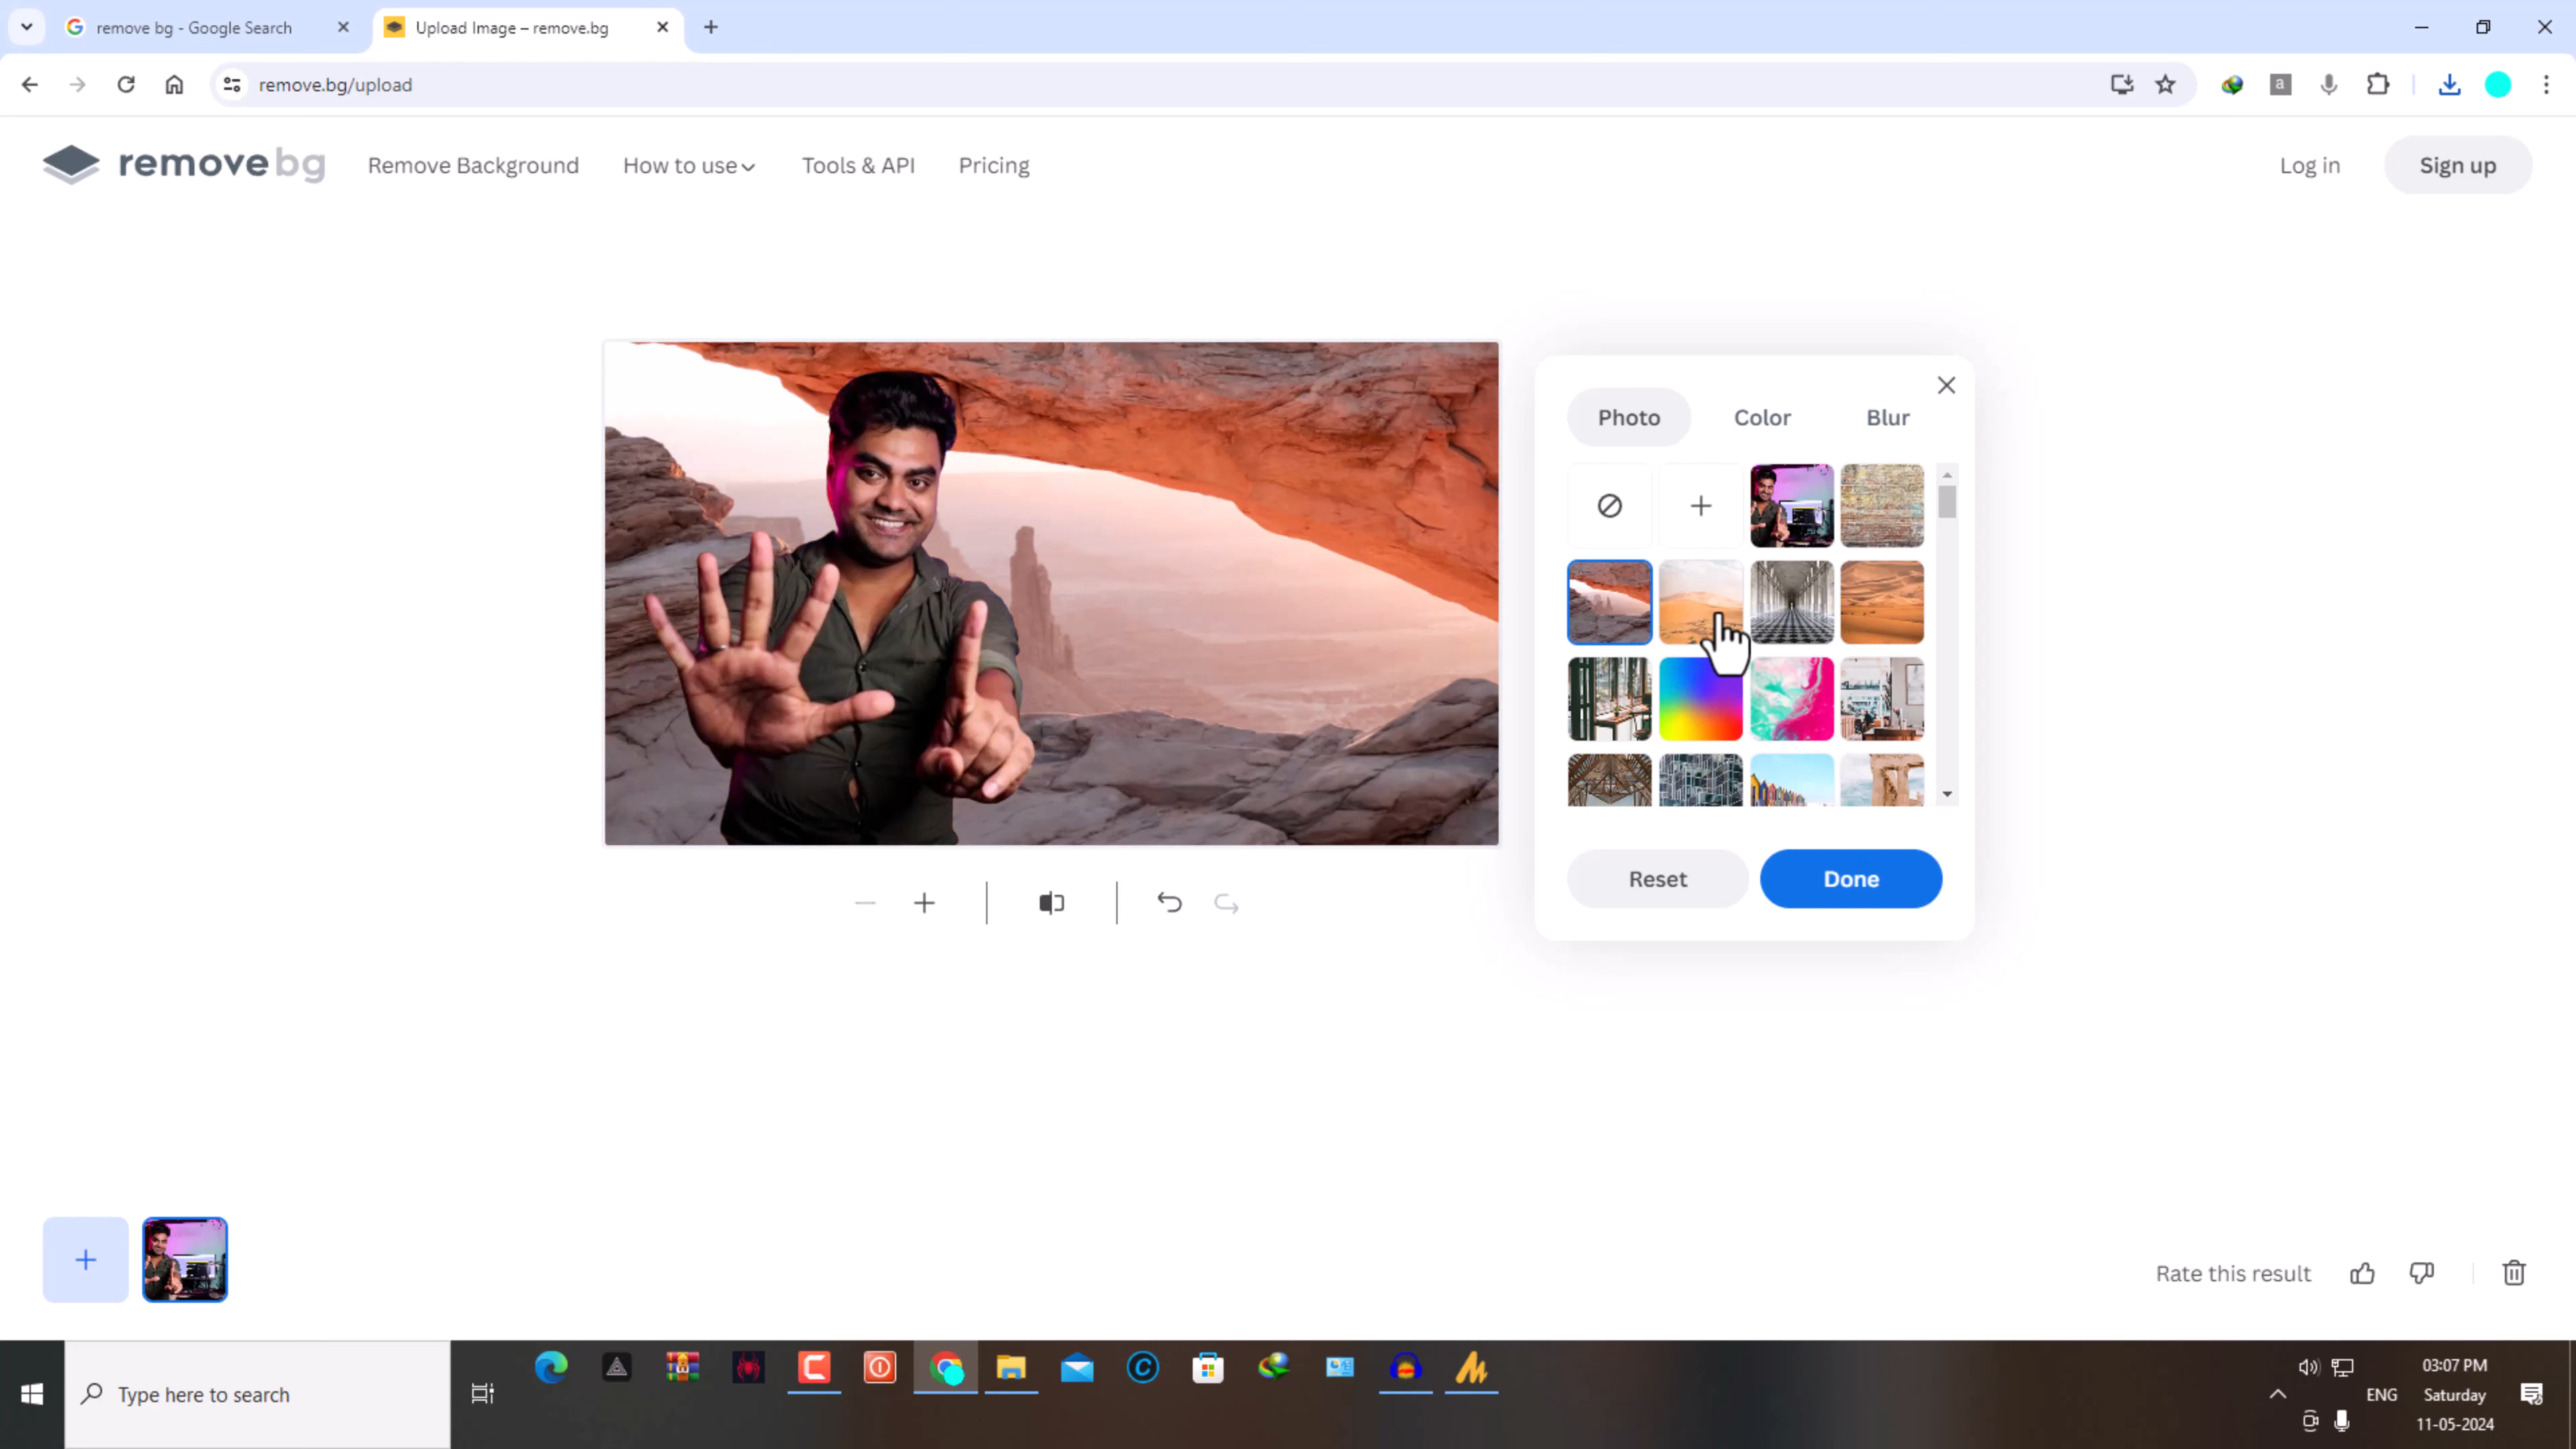 remove bg - Google Search
Upload Image – remove.bg
remove.bg/upload
a
removebg
Remove Background
How to use
Tools & API
Pricing
Log in
Sign up
Photo
Color
Blur
Reset
Done
Rate this result
Type here to search
03:07 PM
ENG
Saturday
11-05-2024